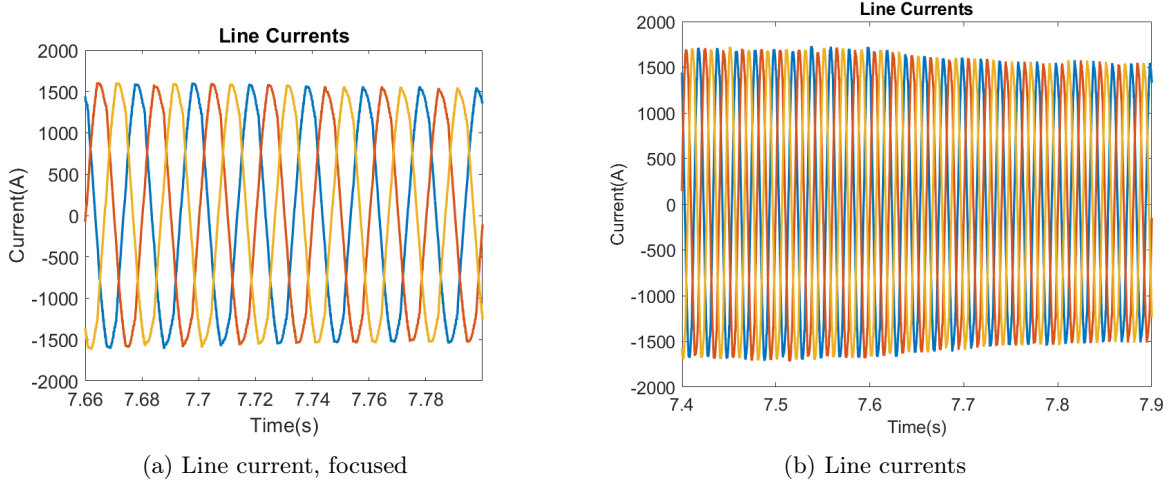 Line Currents
2000
1500
1000
500
0
-500
-1000
-1500
-2000
Current(A)
7.66 7.68 7.7 7.72 7.74 7.76 7.78
Time(s)
(a) Line current, focused
Line Currents
2000
1500
1000
500
0
-500
-1000
-1500
-2000
Current(A)
7.4 7.5 7.6 7.7 7.8 7.9
Time(s)
(b) Line currents